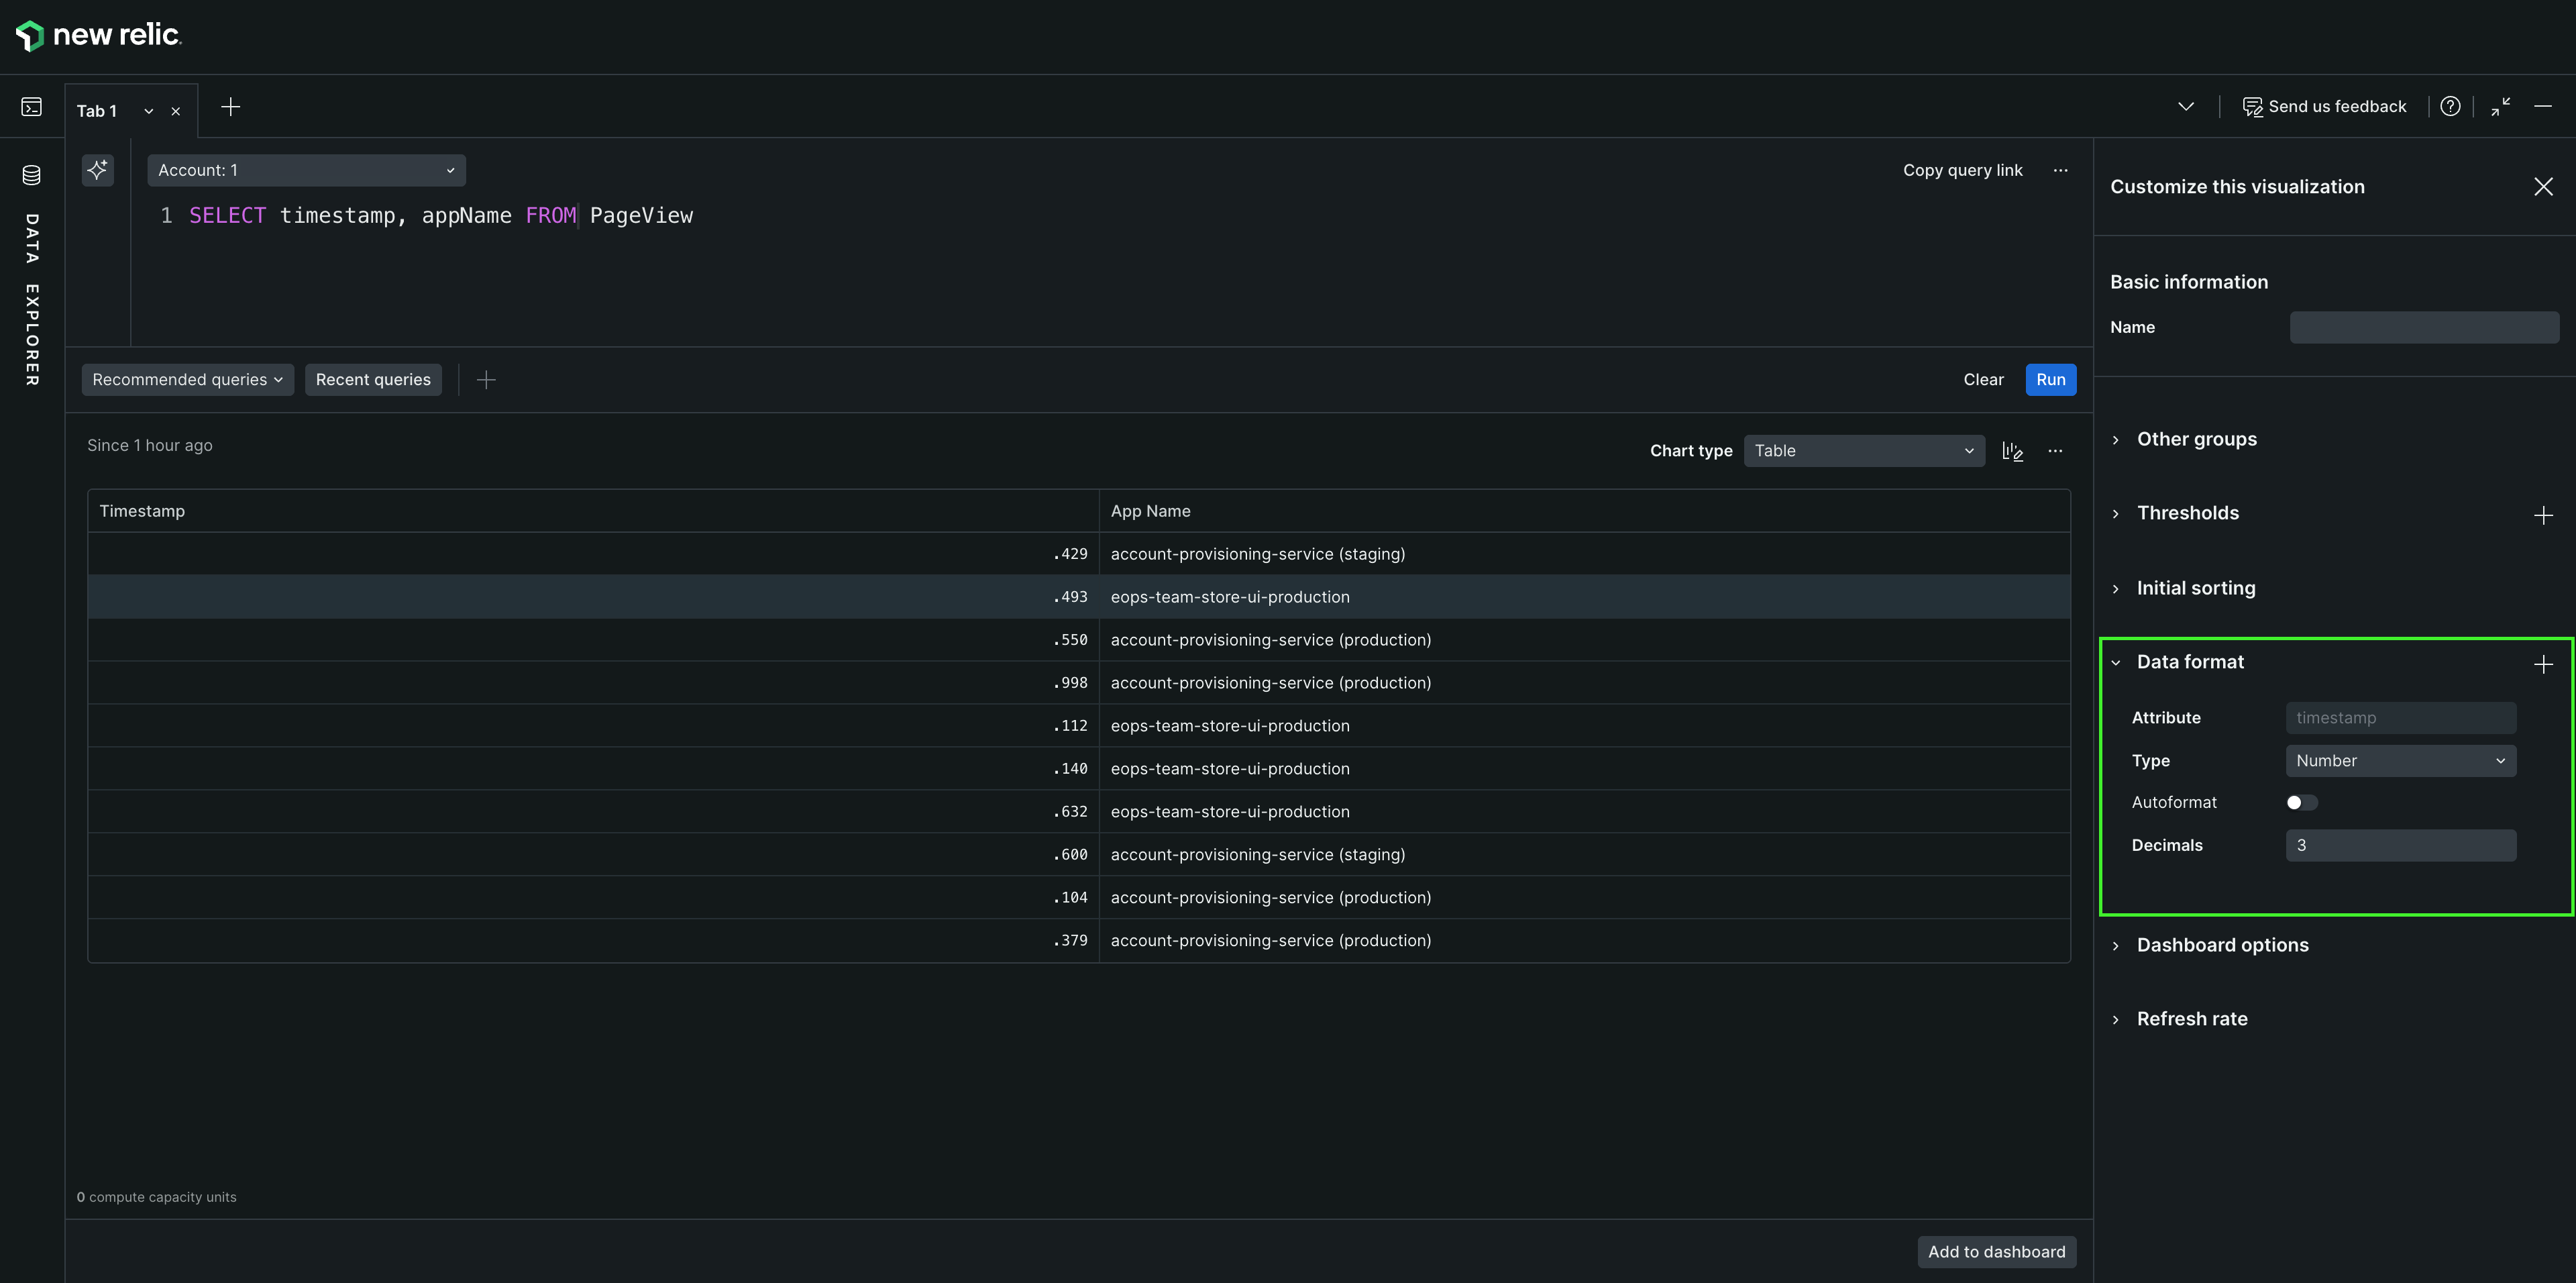 new relic.
Tab 1
Send us feedback
DATA EXPLORER
Account: 1
Copy query link
1 SELECT timestamp, appName FROM PageView
Recommended queries
Recent queries
Clear
Run
Since 1 hour ago
Chart type
Table
Timestamp
App Name
.429 account-provisioning-service (staging)
.493 eops-team-store-ui-production
.550 account-provisioning-service (production)
.998 account-provisioning-service (production)
.112 eops-team-store-ui-production
.140 eops-team-store-ui-production
.632 eops-team-store-ui-production
.600 account-provisioning-service (staging)
.104 account-provisioning-service (production)
.379 account-provisioning-service (production)
0 compute capacity units
Add to dashboard
Customize this visualization
Basic information
Name
Other groups
Thresholds
Initial sorting
Data format
Attribute
timestamp
Type
Number
Autoformat
Decimals
3
Dashboard options
Refresh rate